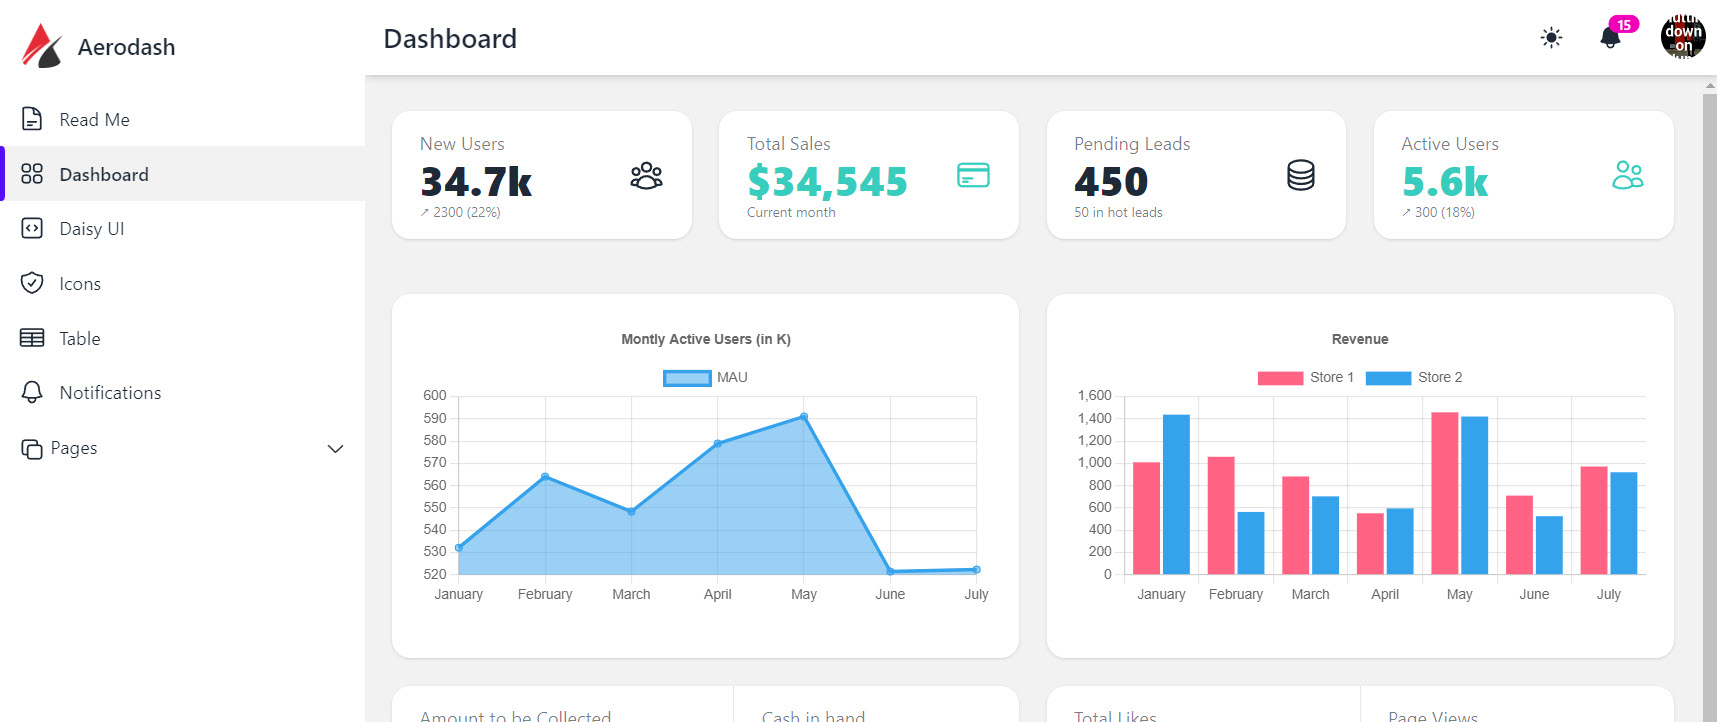 Aerodash
Dashboard
15
down
on
Read Me
Dashboard
Daisy UI
Icons
Table
Notifications
Pages
New Users
34.7k
↗ 2300 (22%)
Total Sales
$34,545
Current month
Pending Leads
450
50 in hot leads
Active Users
5.6k
↗ 300 (18%)
Montly Active Users (in K)
MAU
600
590
580
570
560
550
540
530
520
January February March April May June July
Revenue
Store 1 Store 2
1,600
1,400
1,200
1,000
800
600
400
200
0
January February March April May June July
Amount to be Collected
Cash in hand
Total Likes
Page Views